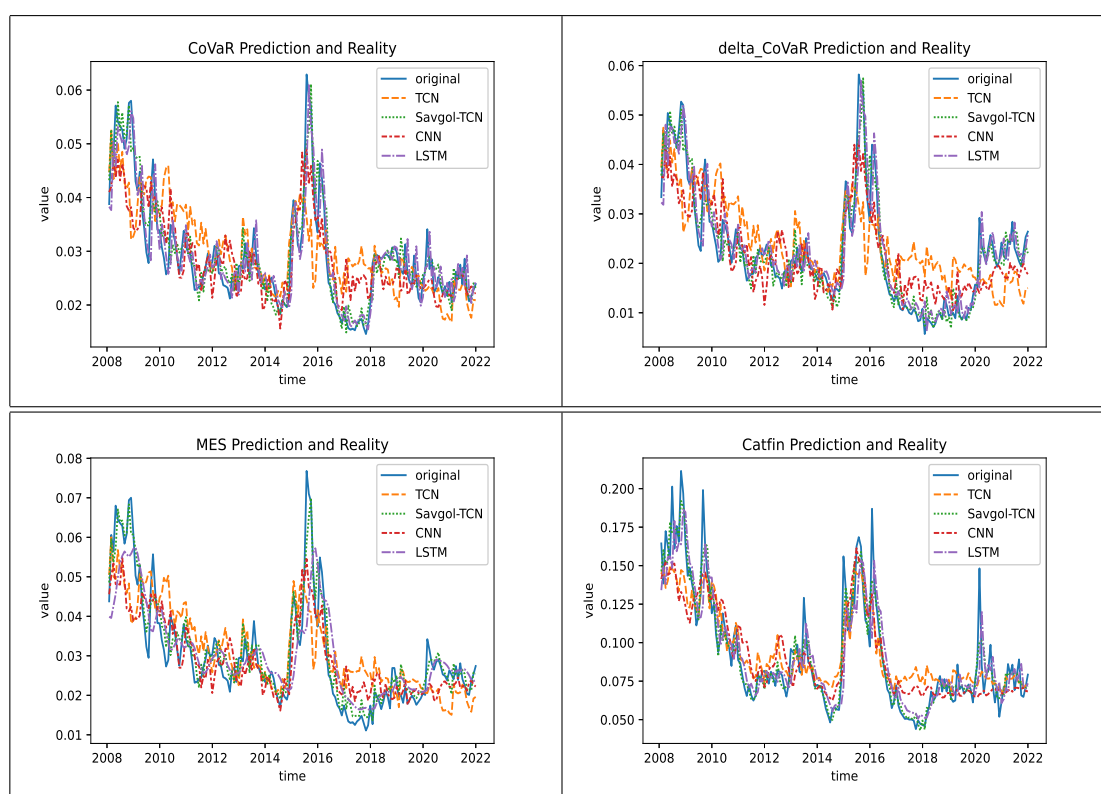 CoVaR Prediction and Reality
original
TCN
Savgol-TCN
CNN
LSTM
value
0.06
0.05
0.04
0.03
0.02
2008 2010 2012 2014 2016 2018 2020 2022
time
delta_CoVaR Prediction and Reality
original
TCN
Savgol-TCN
CNN
LSTM
value
0.06
0.05
0.04
0.03
0.02
0.01
2008 2010 2012 2014 2016 2018 2020 2022
time
MES Prediction and Reality
original
TCN
Savgol-TCN
CNN
LSTM
value
0.08
0.07
0.06
0.05
0.04
0.03
0.02
0.01
2008 2010 2012 2014 2016 2018 2020 2022
time
Catfin Prediction and Reality
original
TCN
Savgol-TCN
CNN
LSTM
value
0.200
0.175
0.150
0.125
0.100
0.075
0.050
2008 2010 2012 2014 2016 2018 2020 2022
time